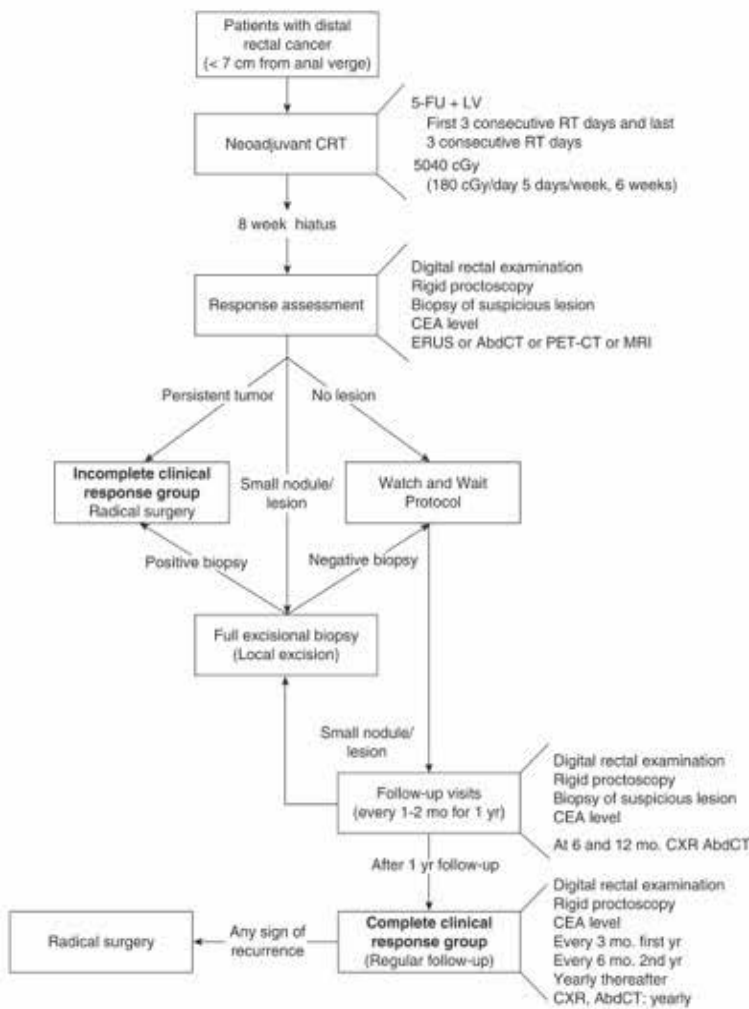 Patients with distal
rectal cancer
(< 7 cm from anal verge)
5-FU + LV
First 3 consecutive RT days and last
3 consecutive RT days
5040 cGy
(180 cGy/day 5 days/week, 6 weeks)
Neoadjuvant CRT
8 week hiatus
Response assessment
Digital rectal examination
Rigid proctoscopy
Biopsy of suspicious lesion
CEA level
ERUS or AbdCT or PET-CT or MRI
Persistent tumor
No lesion
Small nodule/
lesion
Incomplete clinical
response group
Radical surgery
Watch and Wait
Protocol
Positive biopsy
Negative biopsy
Full excisional biopsy
(Local excision)
Small nodule/
lesion
Follow-up visits
(every 1-2 mo for 1 yr)
Digital rectal examination
Rigid proctoscopy
Biopsy of suspicious lesion
CEA level
At 6 and 12 mo. CXR AbdCT
After 1 yr follow-up
Complete clinical
response group
(Regular follow-up)
Digital rectal examination
Rigid proctoscopy
CEA level
Every 3 mo. first yr
Every 6 mo. 2nd yr
Yearly thereafter
CXR, AbdCT: yearly
Any sign of
recurrence
Radical surgery